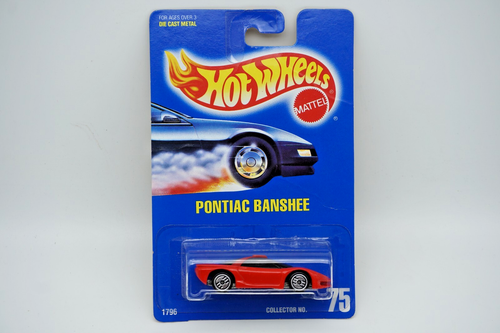 FOR AGES OVER 3
DIE CAST METAL
HOT WHEELS
MATTEL
®
PONTIAC BANSHEE
1796
COLLECTOR NO. 75